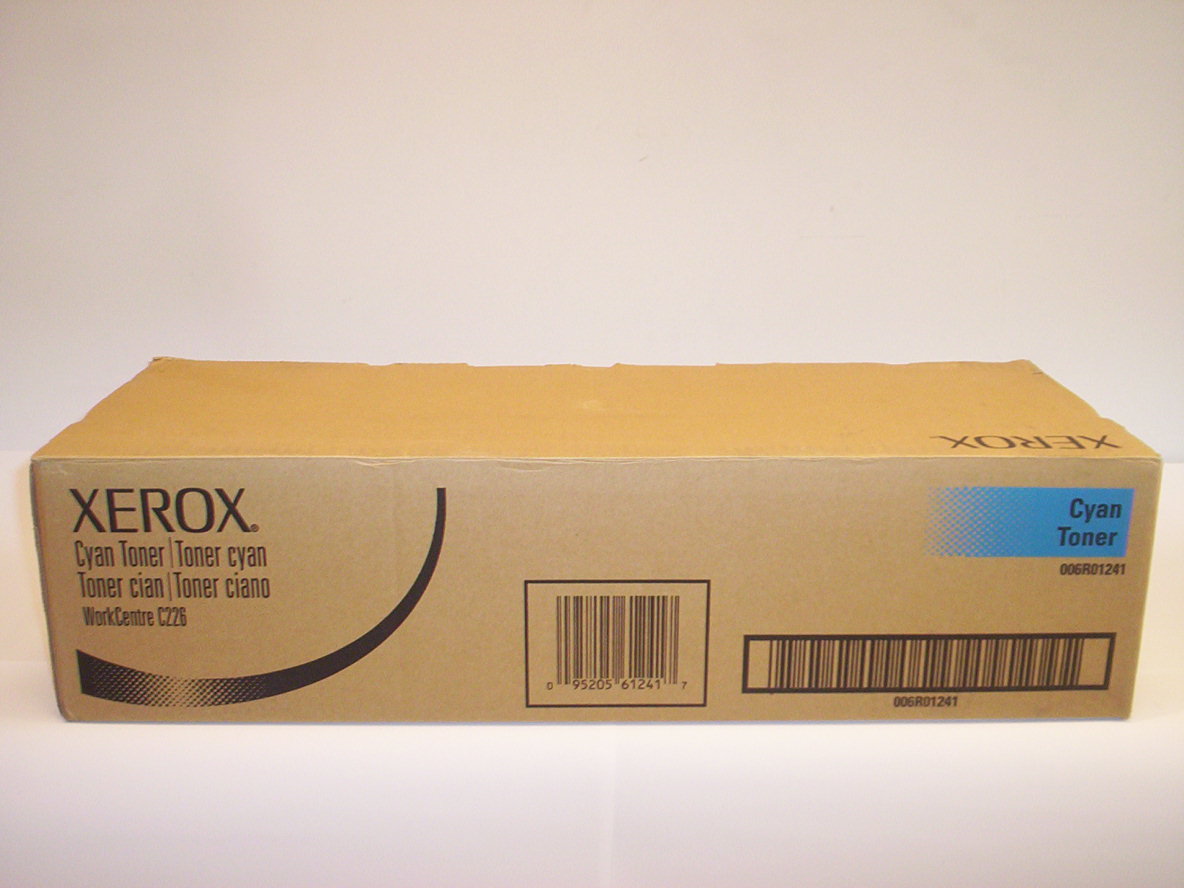 XEROX
XEROX®
Cyan Toner | Toner cyan
Toner cian | Toner ciano
WorkCentre C226
Cyan
Toner
006R01241
0 95205 61241 7
006R01241